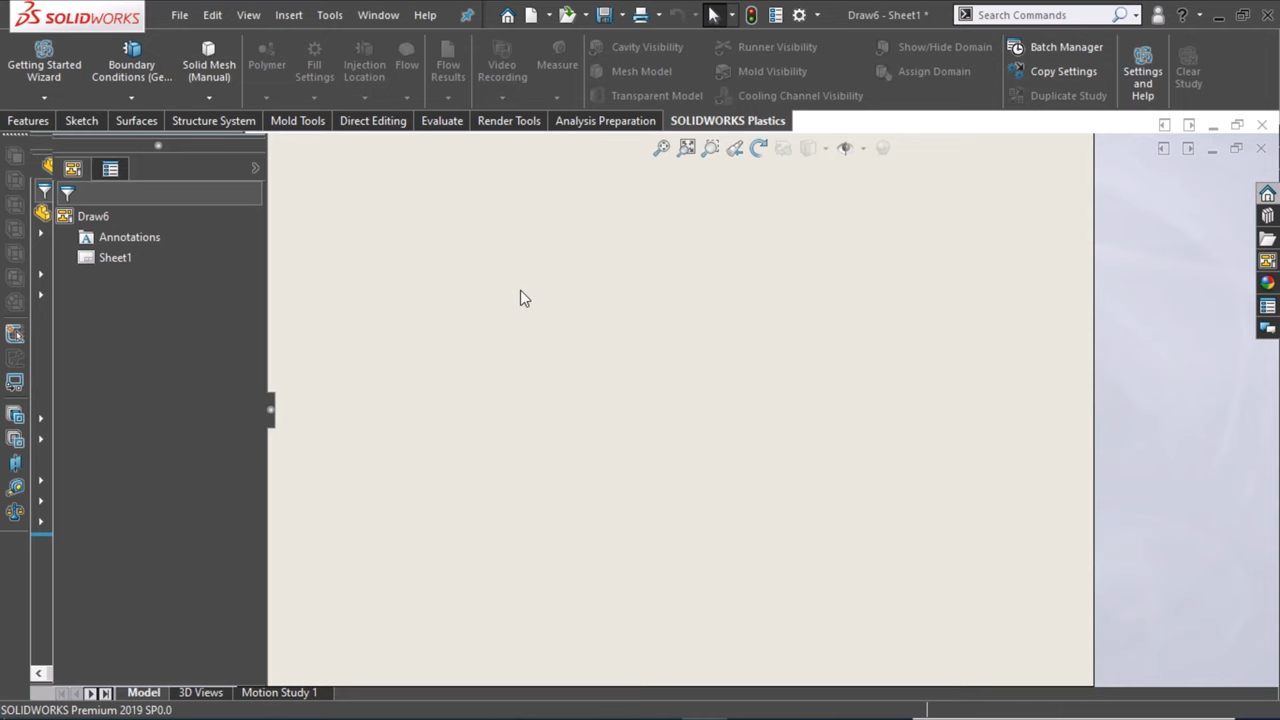 SOLIDWORKS
File
Edit
View
Insert
Tools
Window
Help
Draw6 - Sheet1 *
Search Commands
?
Getting Started
Wizard
Boundary
Conditions (Ge...
Solid Mesh
(Manual)
Polymer
Fill
Settings
Injection
Location
Flow
Flow
Results
Video
Recording
Measure
Cavity Visibility
Mesh Model
Transparent Model
Runner Visibility
Mold Visibility
Cooling Channel Visibility
Show/Hide Domain
Assign Domain
Batch Manager
Copy Settings
Duplicate Study
Settings
and
Help
Clear
Study
Features
Sketch
Surfaces
Structure System
Mold Tools
Direct Editing
Evaluate
Render Tools
Analysis Preparation
SOLIDWORKS Plastics
Draw6
A Annotations
Sheet1
Model
3D Views
Motion Study 1
SOLIDWORKS Premium 2019 SP0.0